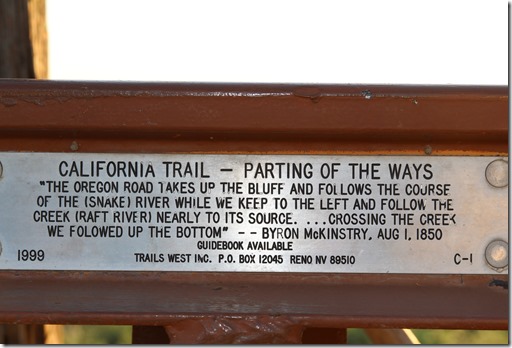 CALIFORNIA TRAIL – PARTING OF THE WAYS
"THE OREGON ROAD TAKES UP THE BLUFF AND FOLLOWS THE COURSE
OF THE (SNAKE) RIVER WHILE WE KEEP TO THE LEFT AND FOLLOW THE
CREEK (RAFT RIVER) NEARLY TO ITS SOURCE. ...CROSSING THE CREEK
WE FOLOWED UP THE BOTTOM" -- BYRON McKINSTRY, AUG 1, 1850
GUIDEBOOK AVAILABLE
1999 TRAILS WEST INC. P.O. BOX 12045 RENO NV 89510 C-1